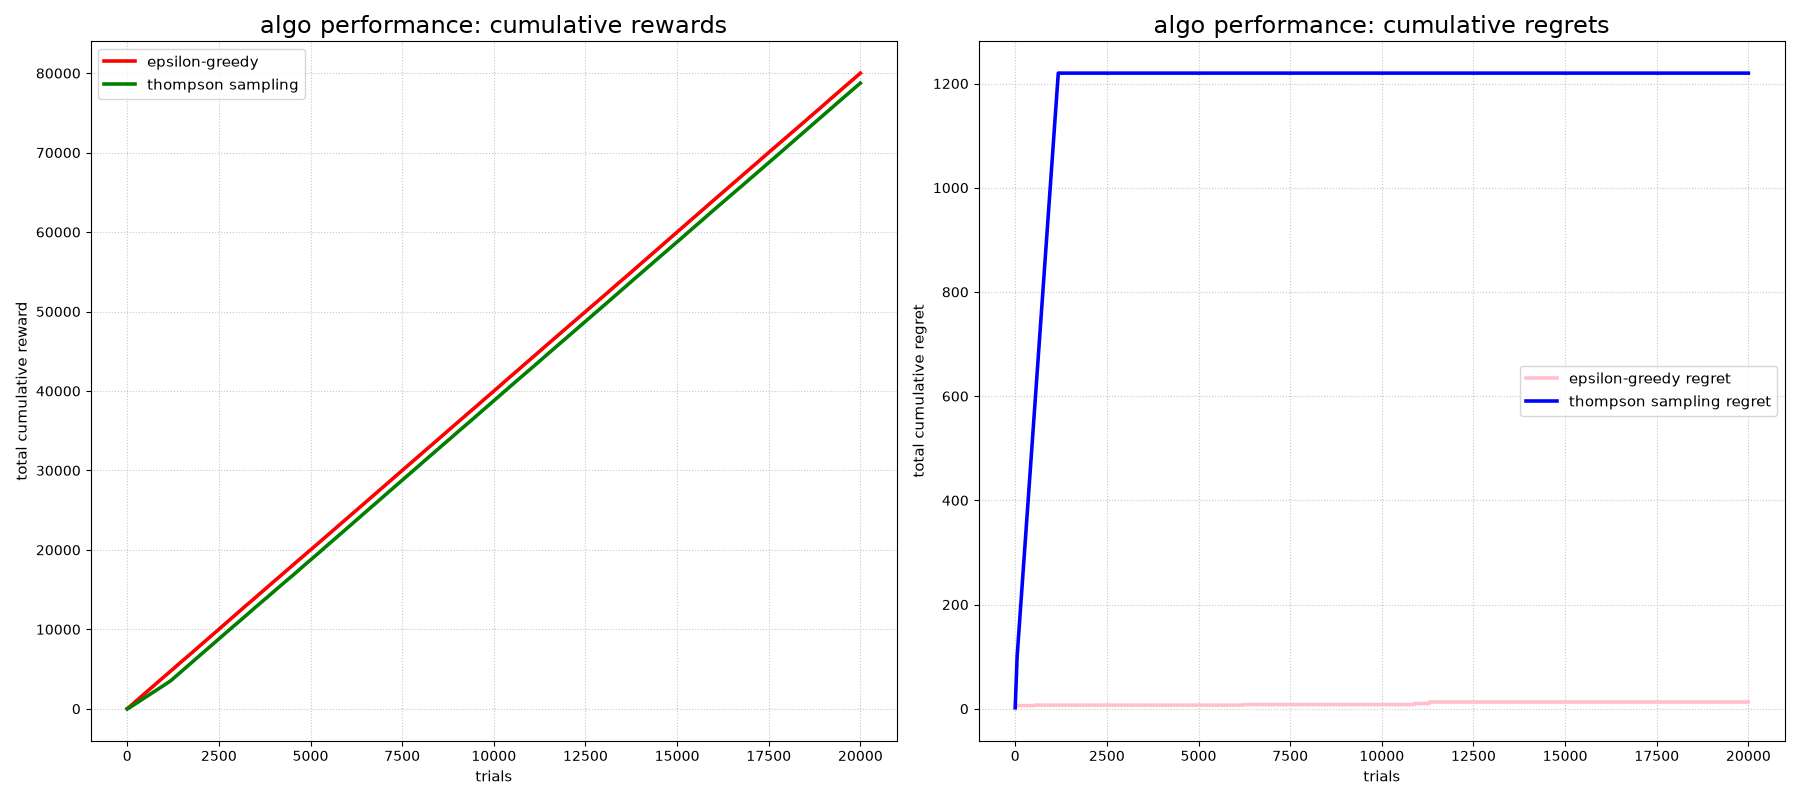 algo performance: cumulative rewards
epsilon-greedy
thompson sampling
80000
70000
60000
50000
40000
30000
20000
10000
0
total cumulative reward
0 2500 5000 7500 10000 12500 15000 17500 20000
trials
algo performance: cumulative regrets
1200
1000
800
600
400
200
0
total cumulative regret
epsilon-greedy regret
thompson sampling regret
0 2500 5000 7500 10000 12500 15000 17500 20000
trials